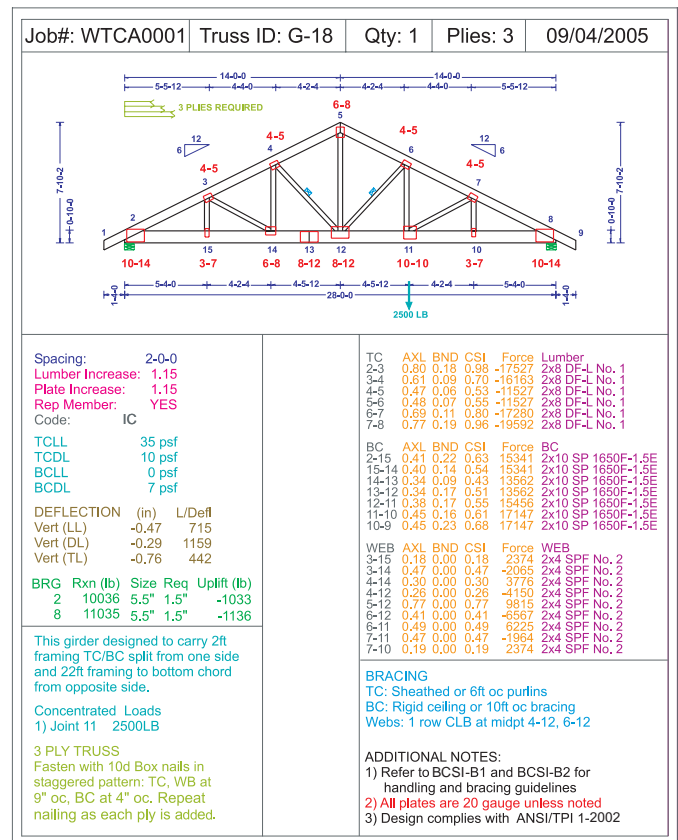 Job#: WTCA0001 Truss ID: G-18 Qty: 1 Plies: 3 09/04/2005
14-0-0 14-0-0
5-5-12 4-4-0 4-2-4 4-2-4 4-4-0 5-5-12
3 PLIES REQUIRED
6-8
5
12 6 4-5 4-5 12 6
4 6
4-5 4-5
3 7
7-10-2 0-10-0 7-10-2 0-10-0
2 8
1 9
15 14 13 12 11 10
10-14 3-7 6-8 8-12 8-12 10-10 3-7 10-14
5-4-0 4-2-4 4-5-12 4-5-12 4-2-4 5-4-0
1-4-0 28-0-0 1-4-0
2500 LB
Spacing: 2-0-0
Lumber Increase: 1.15
Plate Increase: 1.15
Rep Member: YES
Code: IC
TCLL 35 psf
TCDL 10 psf
BCLL 0 psf
BCDL 7 psf
DEFLECTION (in) L/Defl
Vert (LL) -0.47 715
Vert (DL) -0.29 1159
Vert (TL) -0.76 442
BRG Rxn (lb) Size Req Uplift (lb)
2 10036 5.5" 1.5" -1033
8 11035 5.5" 1.5" -1136
This girder designed to carry 2ft
framing TC/BC split from one side
and 22ft framing to bottom chord
from opposite side.
Concentrated Loads
1) Joint 11 2500LB
3 PLY TRUSS
Fasten with 10d Box nails in
staggered pattern: TC, WB at
9" oc, BC at 4" oc. Repeat
nailing as each ply is added.
TC AXL BND CSI Force Lumber
2-3 0.80 0.18 0.98 -17527 2x8 DF-L No. 1
3-4 0.61 0.09 0.70 -16163 2x8 DF-L No. 1
4-5 0.47 0.06 0.53 -11527 2x8 DF-L No. 1
5-6 0.48 0.07 0.55 -11527 2x8 DF-L No. 1
6-7 0.69 0.11 0.80 -17280 2x8 DF-L No. 1
7-8 0.77 0.19 0.96 -19592 2x8 DF-L No. 1
BC AXL BND CSI Force BC
2-15 0.41 0.22 0.63 15341 2x10 SP 1650F-1.5E
15-14 0.40 0.14 0.54 15341 2x10 SP 1650F-1.5E
14-13 0.34 0.09 0.43 13562 2x10 SP 1650F-1.5E
13-12 0.34 0.17 0.51 13562 2x10 SP 1650F-1.5E
12-11 0.38 0.17 0.55 15456 2x10 SP 1650F-1.5E
11-10 0.45 0.16 0.61 17147 2x10 SP 1650F-1.5E
10-9 0.45 0.23 0.68 17147 2x10 SP 1650F-1.5E
WEB AXL BND CSI Force WEB
3-15 0.18 0.00 0.18 2374 2x4 SPF No. 2
3-14 0.47 0.00 0.47 -2065 2x4 SPF No. 2
4-14 0.30 0.00 0.30 3776 2x4 SPF No. 2
4-12 0.26 0.00 0.26 -4150 2x4 SPF No. 2
5-12 0.77 0.00 0.77 9815 2x4 SPF No. 2
6-12 0.41 0.00 0.41 -6567 2x4 SPF No. 2
6-11 0.49 0.00 0.49 6225 2x4 SPF No. 2
7-11 0.47 0.00 0.47 -1964 2x4 SPF No. 2
7-10 0.19 0.00 0.19 2374 2x4 SPF No. 2
BRACING
TC: Sheathed or 6ft oc purlins
BC: Rigid ceiling or 10ft oc bracing
Webs: 1 row CLB at midpt 4-12, 6-12
ADDITIONAL NOTES:
1) Refer to BCSI-B1 and BCSI-B2 for
handling and bracing guidelines
2) All plates are 20 gauge unless noted
3) Design complies with ANSI/TPI 1-2002